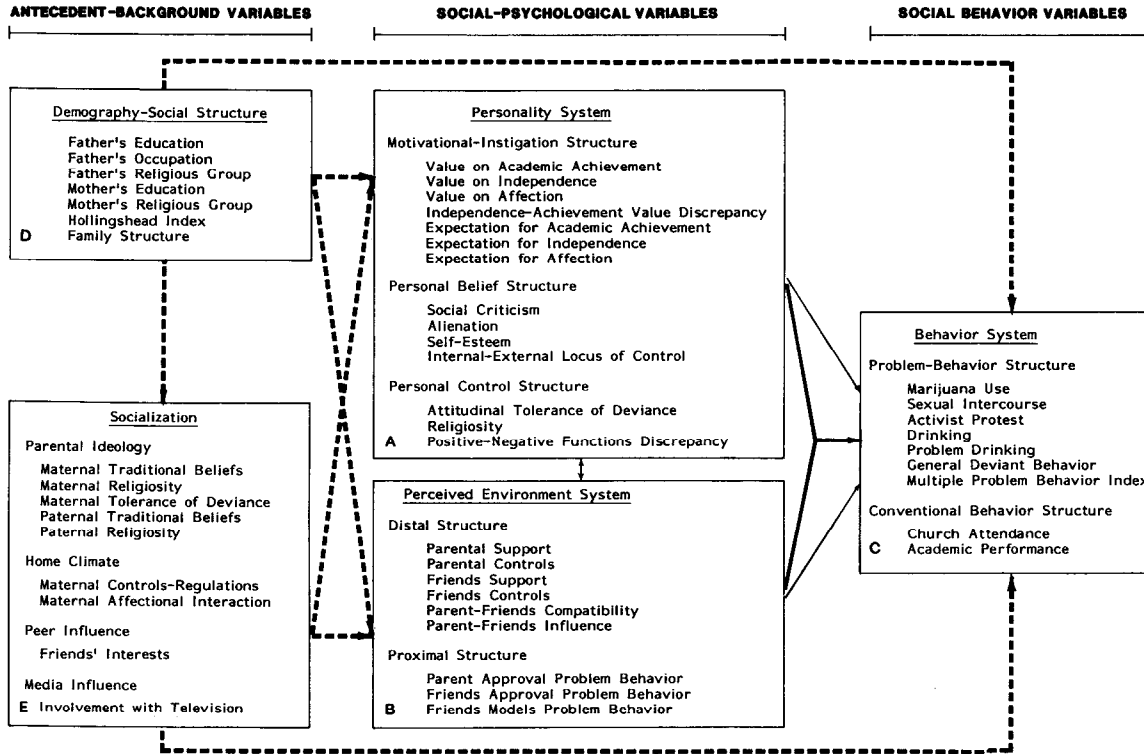 ANTECEDENT-BACKGROUND VARIABLES
SOCIAL-PSYCHOLOGICAL VARIABLES
SOCIAL BEHAVIOR VARIABLES
Demography-Social Structure
Father's Education
Father's Occupation
Father's Religious Group
Mother's Education
Mother's Religious Group
Hollingshead Index
D Family Structure
Socialization
Parental Ideology
Maternal Traditional Beliefs
Maternal Religiosity
Maternal Tolerance of Deviance
Paternal Traditional Beliefs
Paternal Religiosity
Home Climate
Maternal Controls-Regulations
Maternal Affectional Interaction
Peer Influence
Friends' Interests
Media Influence
E Involvement with Television
Personality System
Motivational-Instigation Structure
Value on Academic Achievement
Value on Independence
Value on Affection
Independence-Achievement Value Discrepancy
Expectation for Academic Achievement
Expectation for Independence
Expectation for Affection
Personal Belief Structure
Social Criticism
Alienation
Self-Esteem
Internal-External Locus of Control
Personal Control Structure
Attitudinal Tolerance of Deviance
Religiosity
A Positive-Negative Functions Discrepancy
Perceived Environment System
Distal Structure
Parental Support
Parental Controls
Friends Support
Friends Controls
Parent-Friends Compatibility
Parent-Friends Influence
Proximal Structure
Parent Approval Problem Behavior
Friends Approval Problem Behavior
B Friends Models Problem Behavior
Behavior System
Problem-Behavior Structure
Marijuana Use
Sexual Intercourse
Activist Protest
Drinking
Problem Drinking
General Deviant Behavior
Multiple Problem Behavior Index
Conventional Behavior Structure
Church Attendance
C Academic Performance